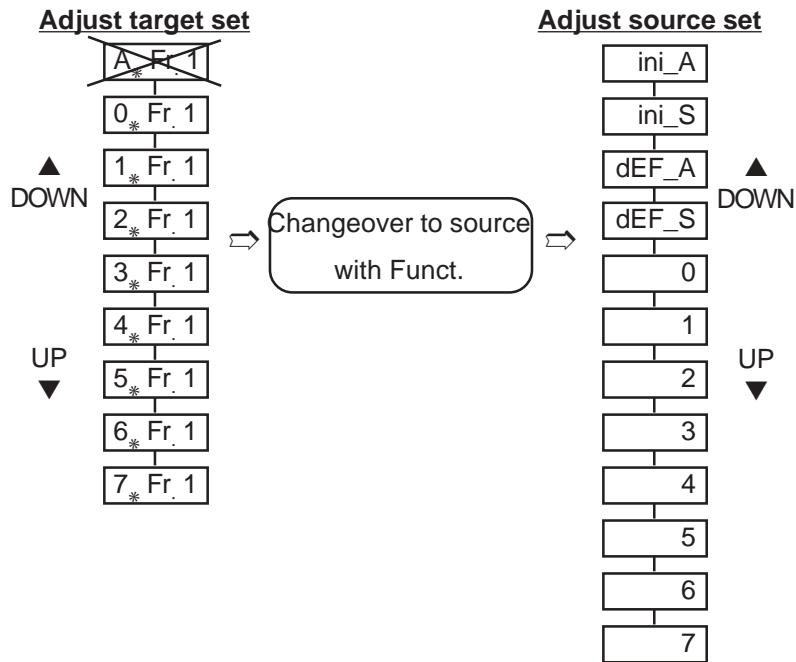 Adjust target set
A⁎ Fr. 1
0⁎ Fr. 1
1⁎ Fr. 1
2⁎ Fr. 1
3⁎ Fr. 1
4⁎ Fr. 1
5⁎ Fr. 1
6⁎ Fr. 1
7⁎ Fr. 1
▲
DOWN
UP
▼
⇨
Changeover to source
with Funct.
⇨
Adjust source set
ini_A
ini_S
dEF_A
dEF_S
0
1
2
3
4
5
6
7
▲
DOWN
UP
▼